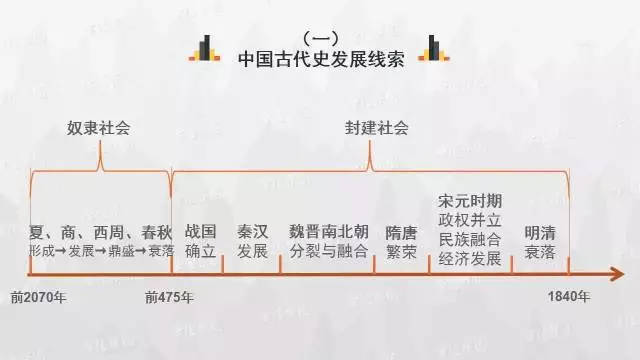 （一）
中国古代史发展线索
奴隶社会
封建社会
夏、商、西周、春秋
形成→发展→鼎盛→衰落
战国
确立
秦汉
发展
魏晋南北朝
分裂与融合
隋唐
繁荣
宋元时期
政权并立
民族融合
经济发展
明清
衰落
前2070年
前475年
1840年